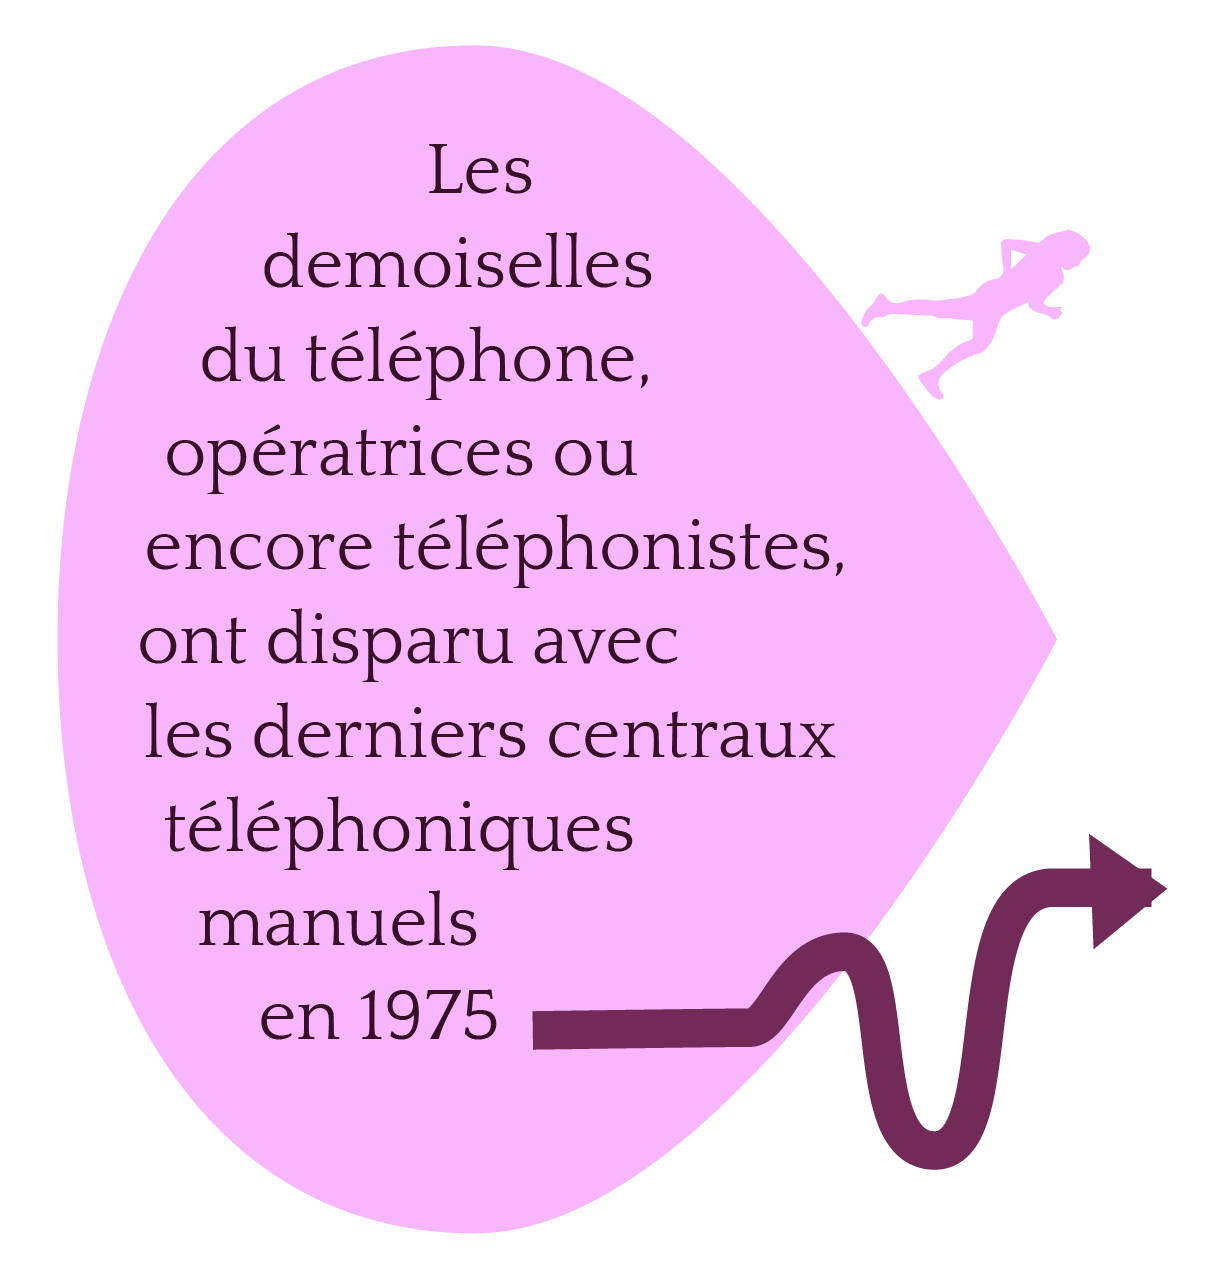 Les
demoiselles
du téléphone,
opératrices ou
encore téléphonistes,
ont disparu avec
les derniers centraux
téléphoniques
manuels
en 1975